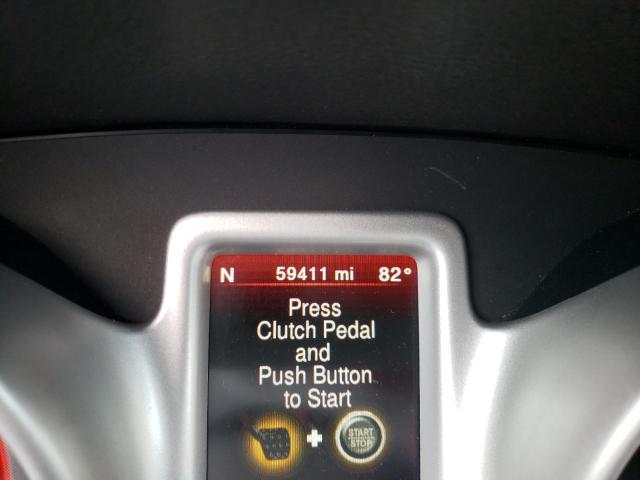 N 59411 mi 82°
Press
Clutch Pedal
and
Push Button
to Start
+ START
STOP